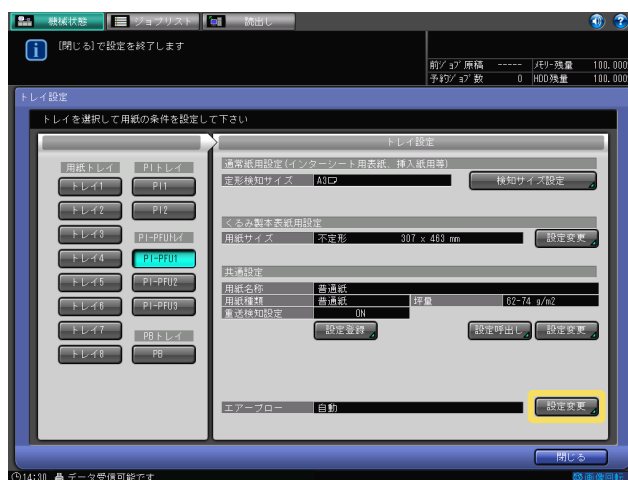 機械状態 ジョブリスト 読出し
[閉じる]で設定を終了します
前ジョブ原稿 ----- メモリー残量 100.000
予約ジョブ数 0 HDD残量 100.000
トレイ設定
トレイを選択して用紙の条件を設定して下さい
トレイ設定
用紙トレイ PIトレイ
トレイ1 PI1
トレイ2 PI2
トレイ3 PI-PFUトレイ
トレイ4 PI-PFU1
トレイ5 PI-PFU2
トレイ6 PI-PFU3
トレイ7 PBトレイ
トレイ8 PB
通常紙用設定(インターシート用表紙、挿入紙用等)
定形検知サイズ A3 検知サイズ設定
くるみ製本表紙用設定
用紙サイズ 不定形 307 x 463 mm 設定変更
共通設定
用紙名称 普通紙
用紙種類 普通紙 坪量 62-74 g/m2
重送検知設定 ON
設定登録 設定呼出し 設定変更
エアーブロー 自動 設定変更
閉じる
14:30 データ受信可能です 画像回転